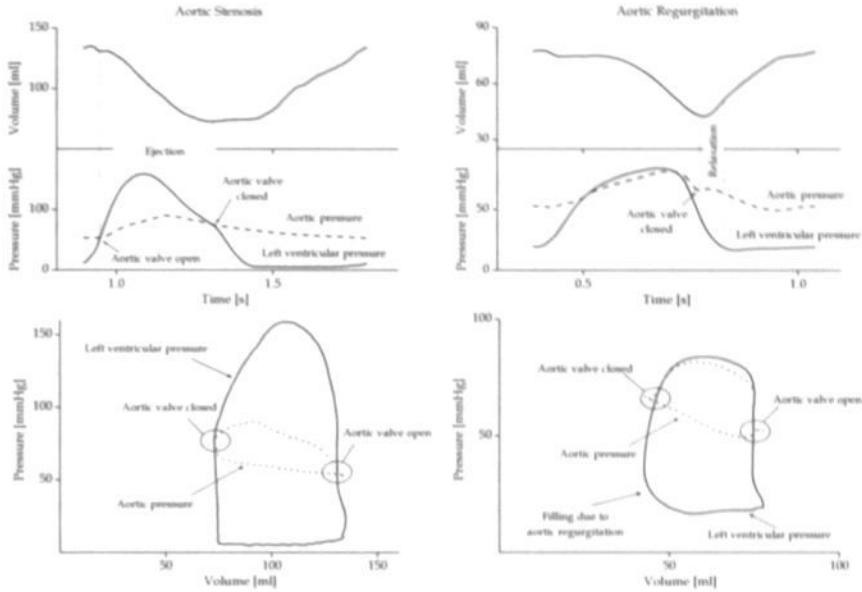 Aortic Stenosis
150
100
Volume [ml]
Ejection
Pressure [mmHg]
100
0
Aortic valve
closed
Aortic pressure
Aortic valve open
Left ventricular pressure
1.0
1.5
Time [s]
Aortic Regurgitation
90
60
30
Volume [ml]
Relaxation
Pressure [mmHg]
50
0
Aortic pressure
Aortic valve
closed
Left ventricular pressure
0.5
1.0
Time [s]
150
100
50
Pressure [mmHg]
Left ventricular pressure
Aortic valve closed
Aortic valve open
Aortic pressure
50
100
150
Volume [ml]
100
50
Pressure [mmHg]
Aortic valve closed
Aortic valve open
Aortic pressure
Filling due to
aortic regurgitation
Left ventricular pressure
50
100
Volume [ml]